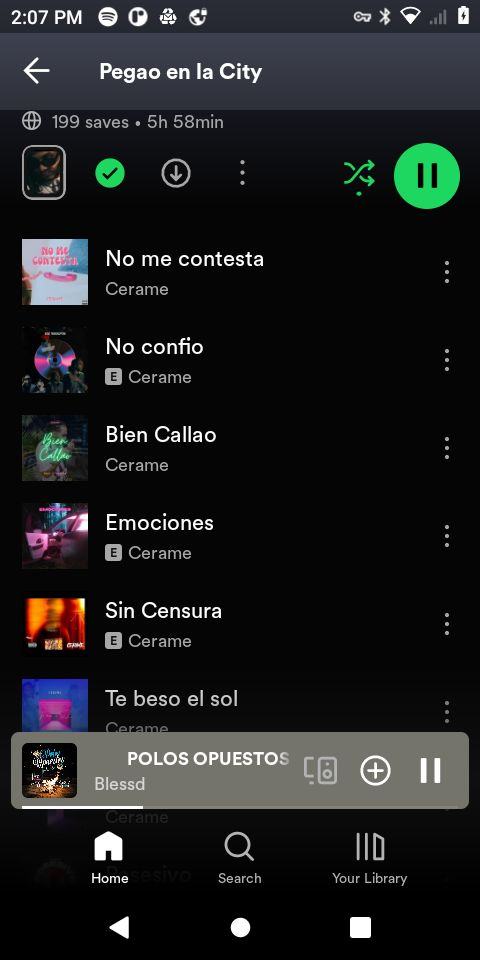 2:07 PM
Pegao en la City
199 saves • 5h 58min
No me contesta
Cerame
No confio
E Cerame
Bien Callao
Cerame
Emociones
E Cerame
Sin Censura
E Cerame
Te beso el sol
Cerame
POLOS OPUESTOS
Blessd
Cerame
Home
Search
Your Library